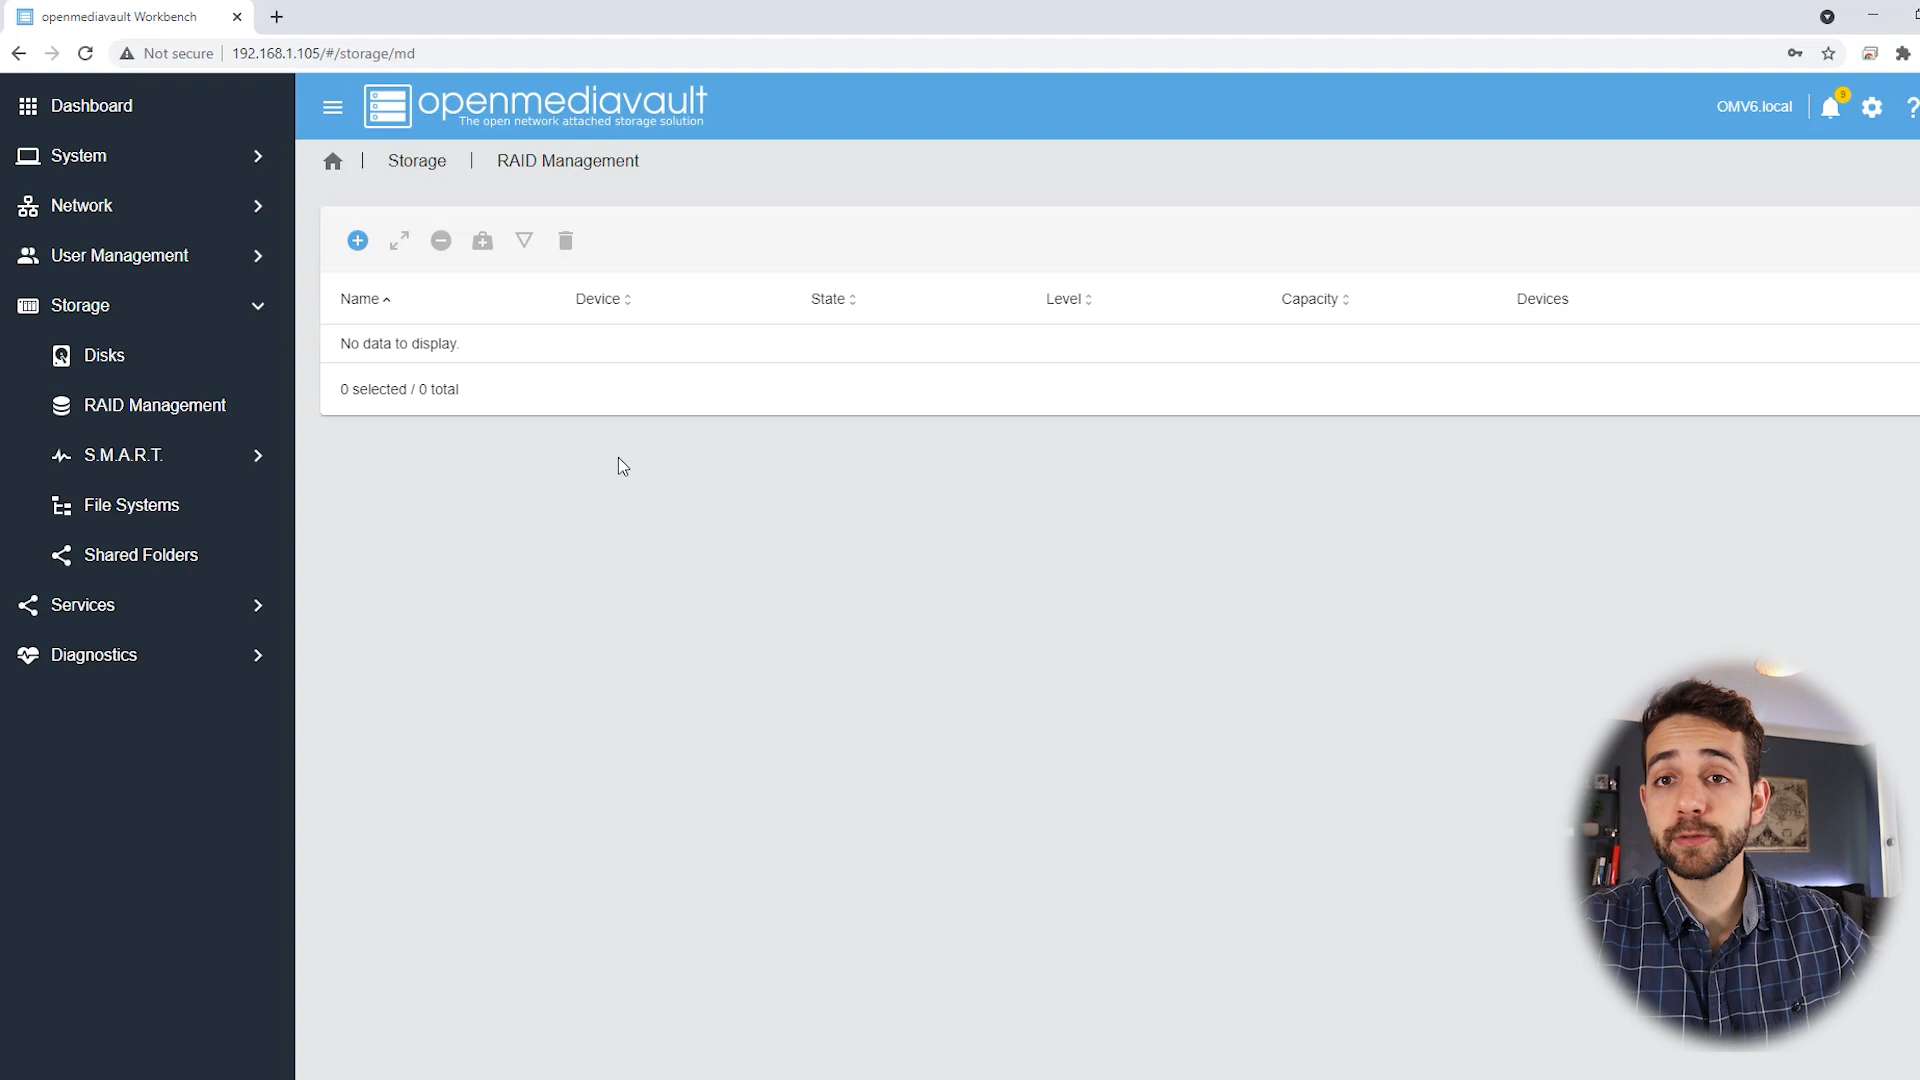 openmediavault Workbench
Not secure
192.168.1.105/#/storage/md
Dashboard
System
Network
User Management
Storage
Disks
RAID Management
S.M.A.R.T.
File Systems
Shared Folders
Services
Diagnostics
openmediavault
The open network attached storage solution
OMV6.local
9
Storage | RAID Management
Name Device State Level Capacity Devices
No data to display.
0 selected / 0 total